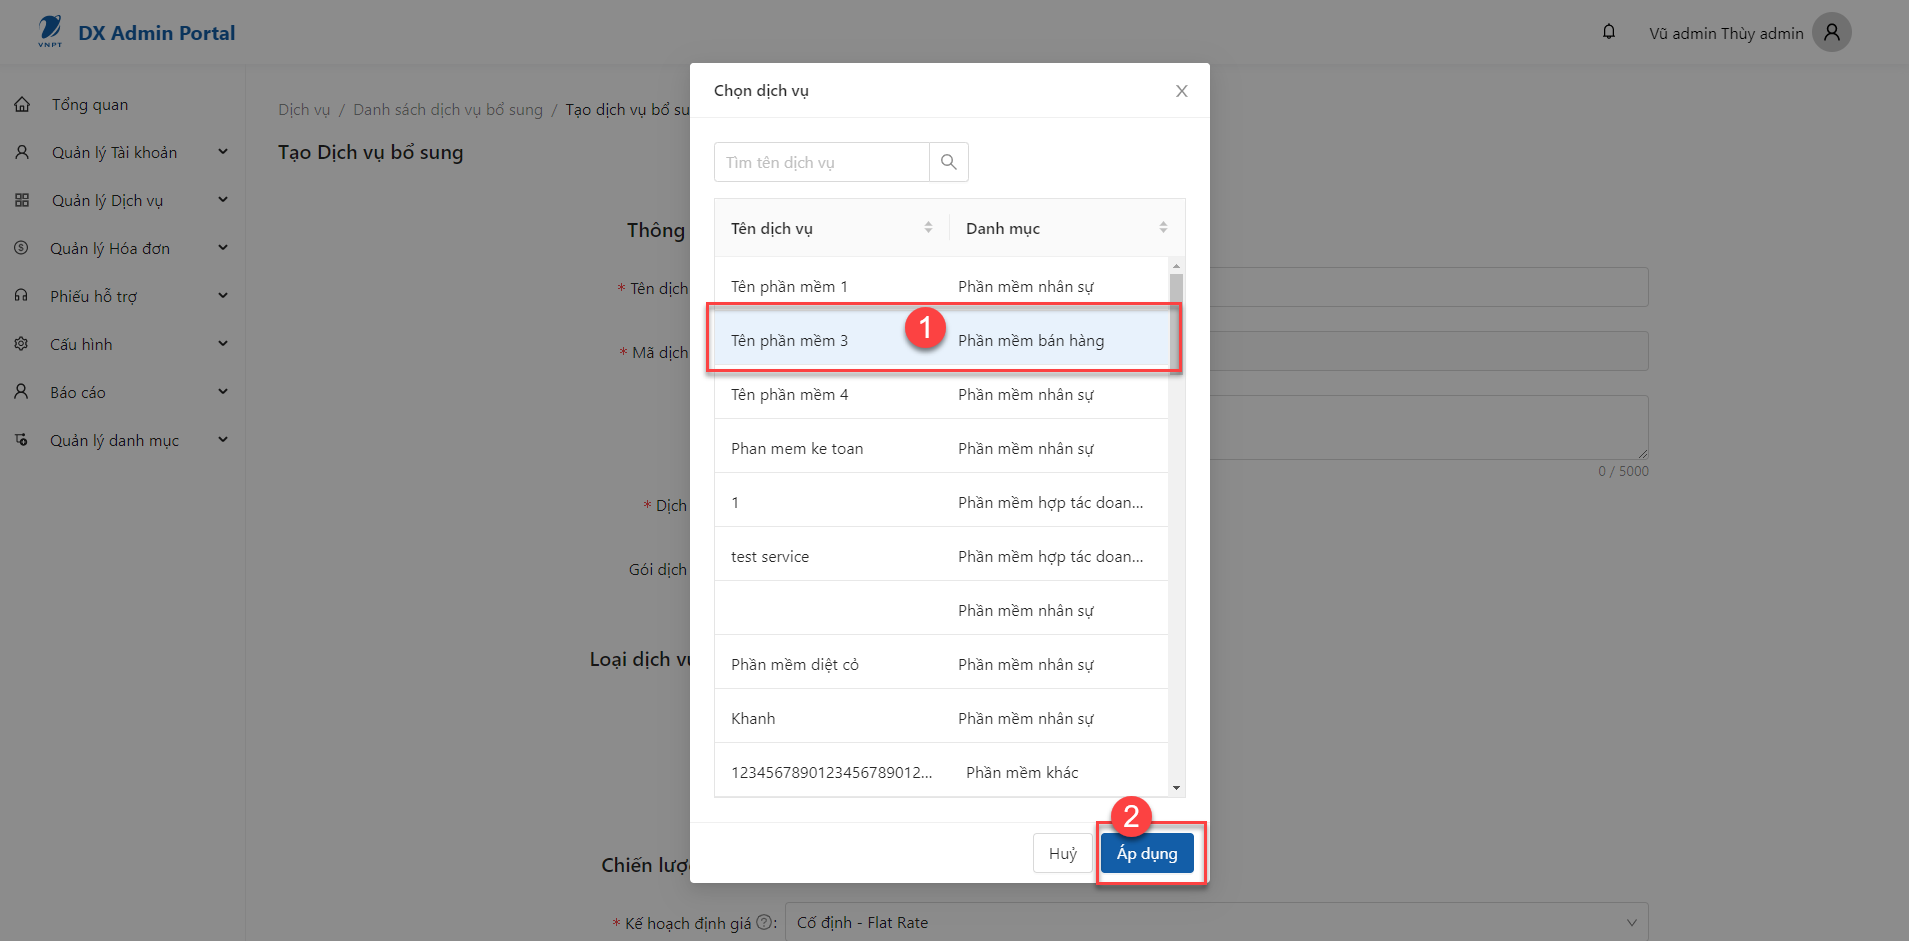 VNPT
DX Admin Portal
Vũ admin Thùy admin
Tổng quan
Quản lý Tài khoản
Quản lý Dịch vụ
Quản lý Hóa đơn
Phiếu hỗ trợ
Cấu hình
Báo cáo
Quản lý danh mục
Dịch vụ / Danh sách dịch vụ bổ sung / Tạo dịch vụ bổ su
Tạo Dịch vụ bổ sung
Thông
* Tên dịch
* Mã dịch
0 / 5000
* Dịch
Gói dịch
Loại dịch vụ
Chiến lượ
* Kế hoạch định giá ?:
Cố định - Flat Rate
Chọn dịch vụ
Tìm tên dịch vụ
Tên dịch vụ Danh mục
Tên phần mềm 1 Phần mềm nhân sự
Tên phần mềm 3 1 Phần mềm bán hàng
Tên phần mềm 4 Phần mềm nhân sự
Phan mem ke toan Phần mềm nhân sự
1 Phần mềm hợp tác doan...
test service Phần mềm hợp tác doan...
Phần mềm nhân sự
Phần mềm diệt cỏ Phần mềm nhân sự
Khanh Phần mềm nhân sự
1234567890123456789012... Phần mềm khác
2
Huỷ Áp dụng